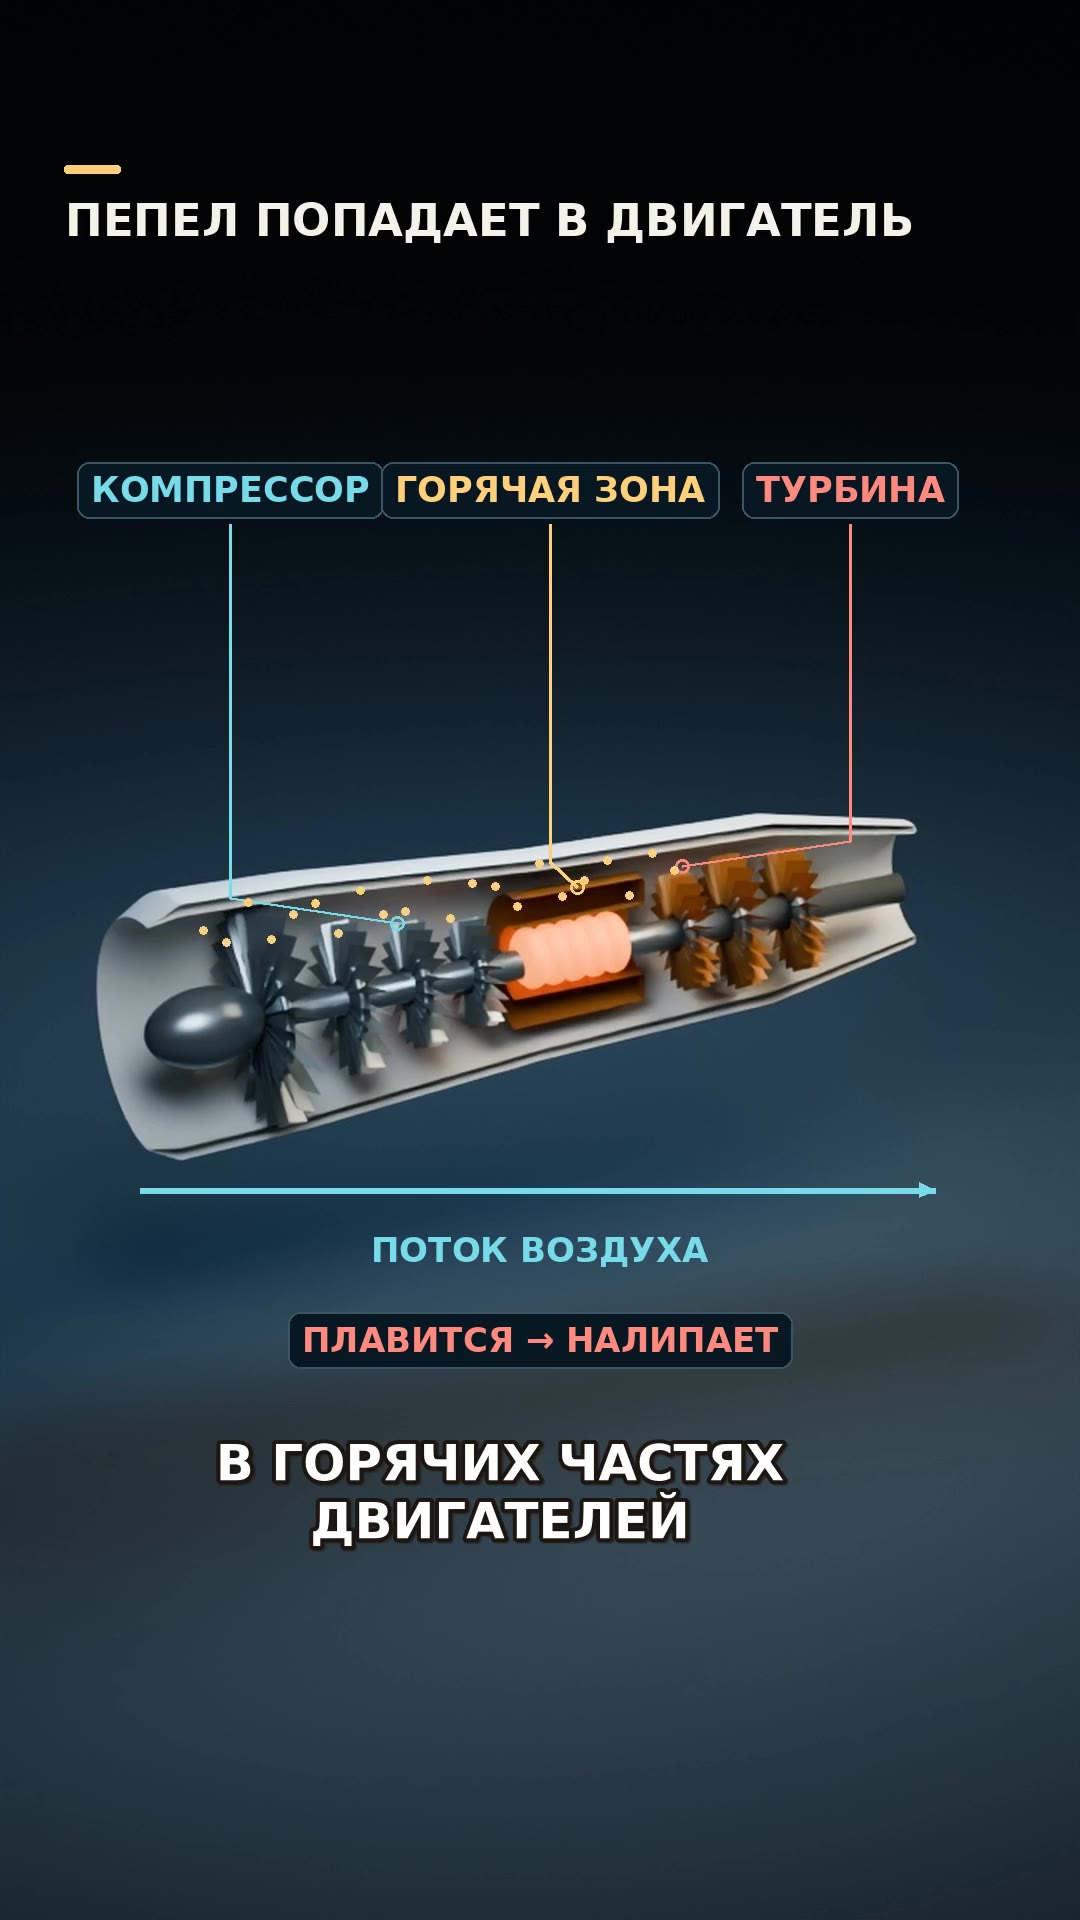 ПЕПЕЛ ПОПАДАЕТ В ДВИГАТЕЛЬ
КОМПРЕССОР
ГОРЯЧАЯ ЗОНА
ТУРБИНА
ПОТОК ВОЗДУХА
ПЛАВИТСЯ → НАЛИПАЕТ
В ГОРЯЧИХ ЧАСТЯХ
ДВИГАТЕЛЕЙ